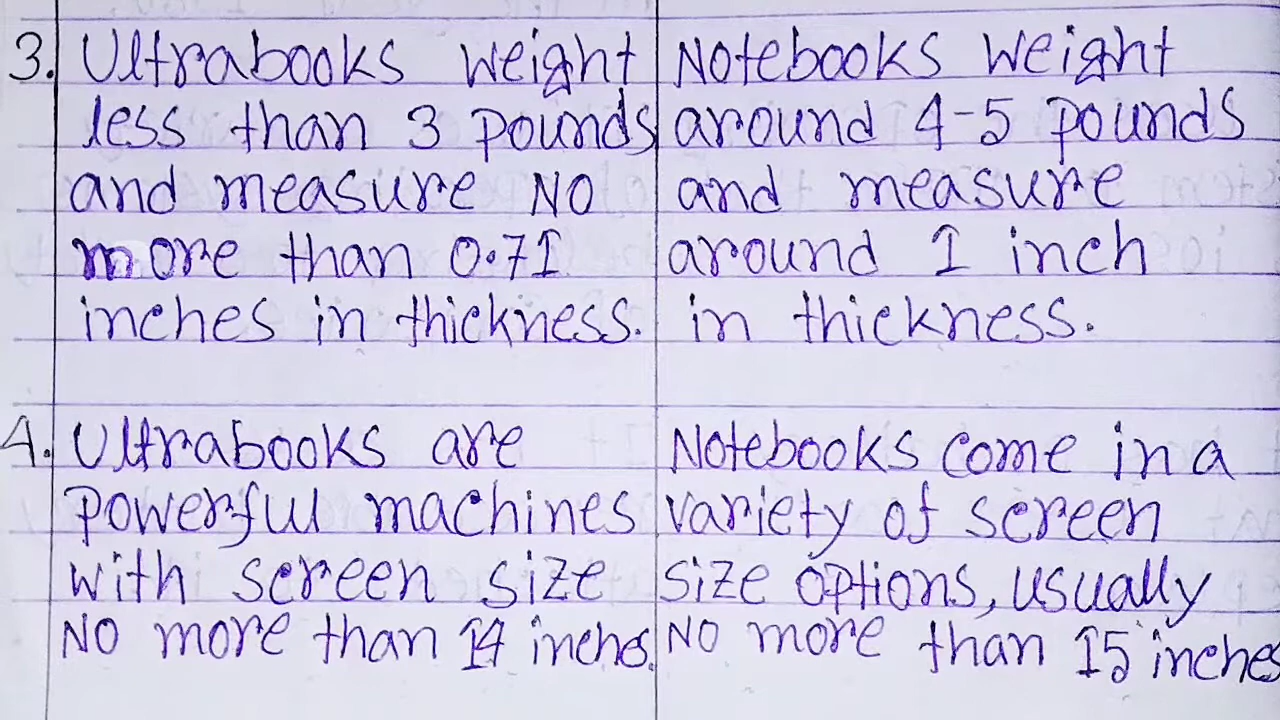 3. Ultrabooks weight
less than 3 pounds
and measure NO
more than 0.71
inches in thickness.
Notebooks weight
around 4-5 pounds
and measure
around 1 inch
in thickness.
4. Ultrabooks are
powerful machines
with screen size
NO more than 14 inches.
Notebooks come in a
variety of screen
size options, usually
NO more than 15 inches